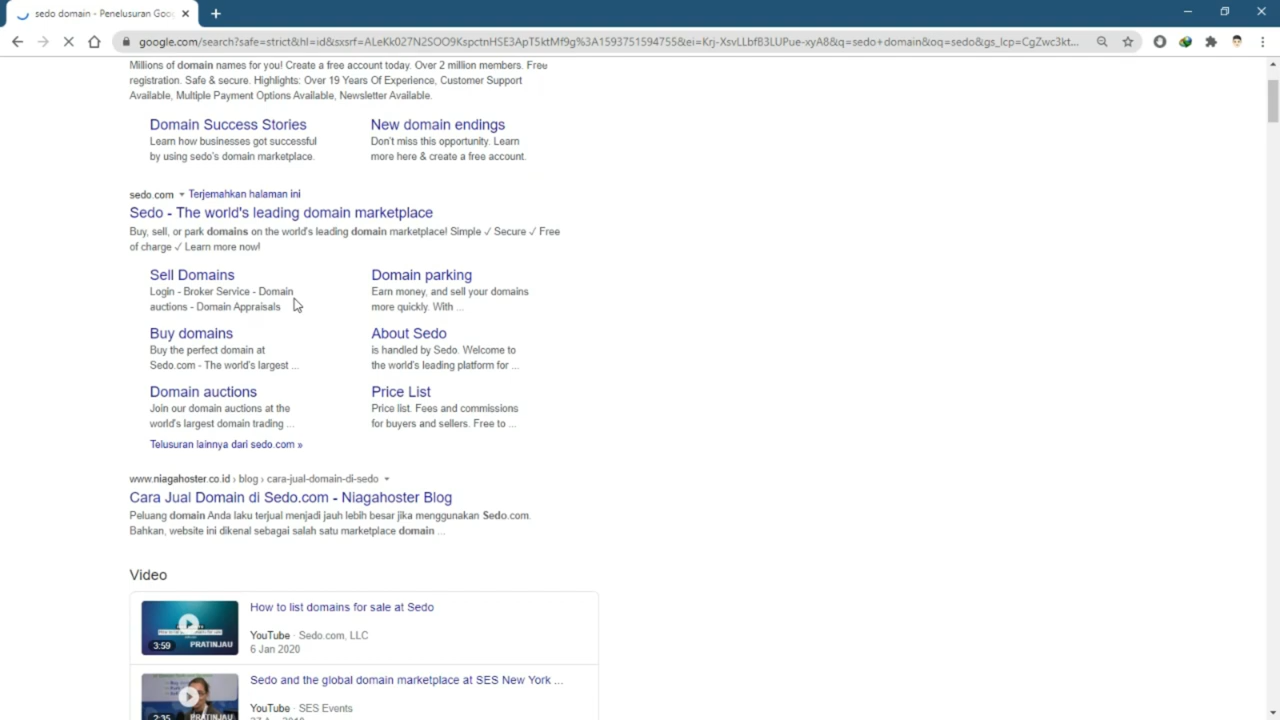 sedo domain - Penelusuran Goo
google.com/search?safe=strict&hl=id&sxsrf=ALeKk027N2SOO9KspctnHSE3ApT5ktMf9g%3A1593751594755&ei=Krj-XsvLLbfB3LUPue-xyA8&q=sedo+domain&oq=sedo&gs_lcp=CgZwc3kt...
Millions of domain names for you! Create a free account today. Over 2 million members. Free
registration. Safe & secure. Highlights: Over 19 Years Of Experience, Customer Support
Available, Multiple Payment Options Available, Newsletter Available.
Domain Success Stories
Learn how businesses got successful
by using sedo's domain marketplace.
New domain endings
Don't miss this opportunity. Learn
more here & create a free account.
sedo.com Terjemahkan halaman ini
Sedo - The world's leading domain marketplace
Buy, sell, or park domains on the world's leading domain marketplace! Simple ✓ Secure ✓ Free
of charge ✓ Learn more now!
Sell Domains
Login - Broker Service - Domain
auctions - Domain Appraisals
Domain parking
Earn money, and sell your domains
more quickly. With ...
Buy domains
Buy the perfect domain at
Sedo.com - The world's largest ...
About Sedo
is handled by Sedo. Welcome to
the world's leading platform for ...
Domain auctions
Join our domain auctions at the
world's largest domain trading ...
Price List
Price list. Fees and commissions
for buyers and sellers. Free to ...
Telusuran lainnya dari sedo.com »
www.niagahoster.co.id › blog › cara-jual-domain-di-sedo
Cara Jual Domain di Sedo.com - Niagahoster Blog
Peluang domain Anda laku terjual menjadi jauh lebih besar jika menggunakan Sedo.com.
Bahkan, website ini dikenal sebagai salah satu marketplace domain ...
Video
3:59
PRATINJAU
How to list domains for sale at Sedo
YouTube · Sedo.com, LLC
6 Jan 2020
2:35
PRATINJAU
Sedo and the global domain marketplace at SES New York ...
YouTube · SES Events